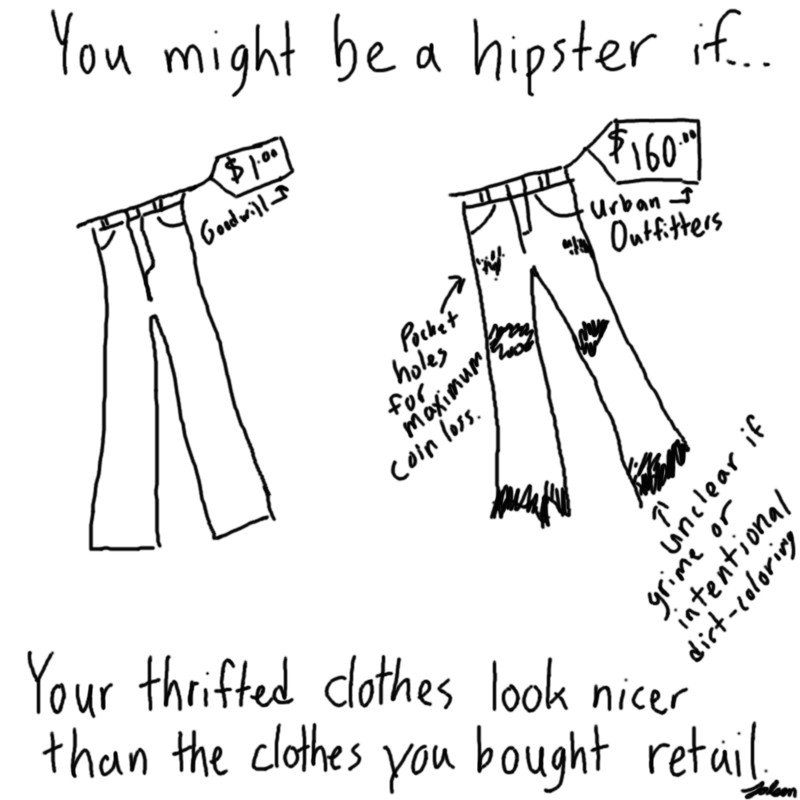 You might be a hipster if...
$1.00
Goodwill
$160.00
Urban
Outfitters
Pocket
holes
for
maximum
coin loss.
unclear if
grime or
intentional
dirt-coloring
Your thrifted clothes look nicer
than the clothes you bought retail.